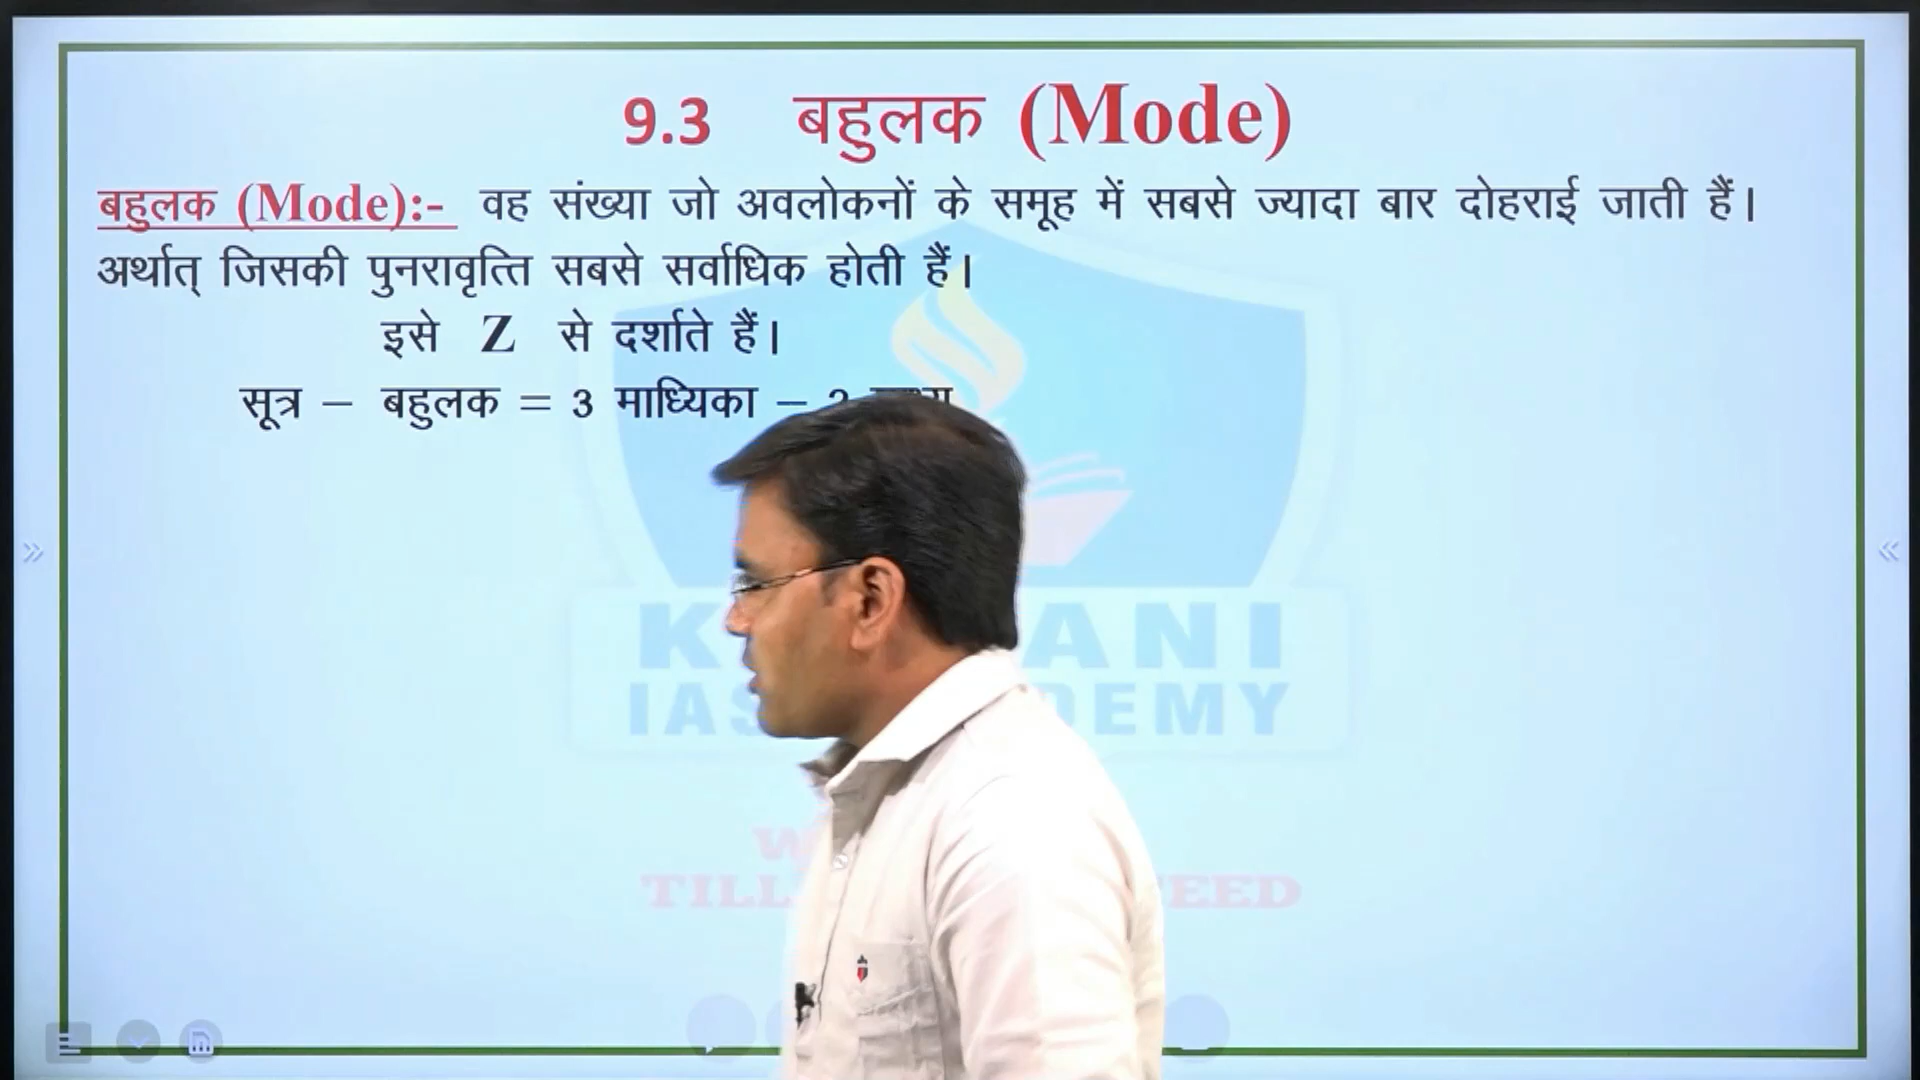 9.3 बहुलक (Mode)
बहुलक (Mode):- वह संख्या जो अवलोकनों के समूह में सबसे ज्यादा बार दोहराई जाती हैं।
अर्थात् जिसकी पुनरावृत्ति सबसे सर्वाधिक होती हैं।
इसे Z से दर्शाते हैं।
सूत्र – बहुलक = 3 माध्यिका –